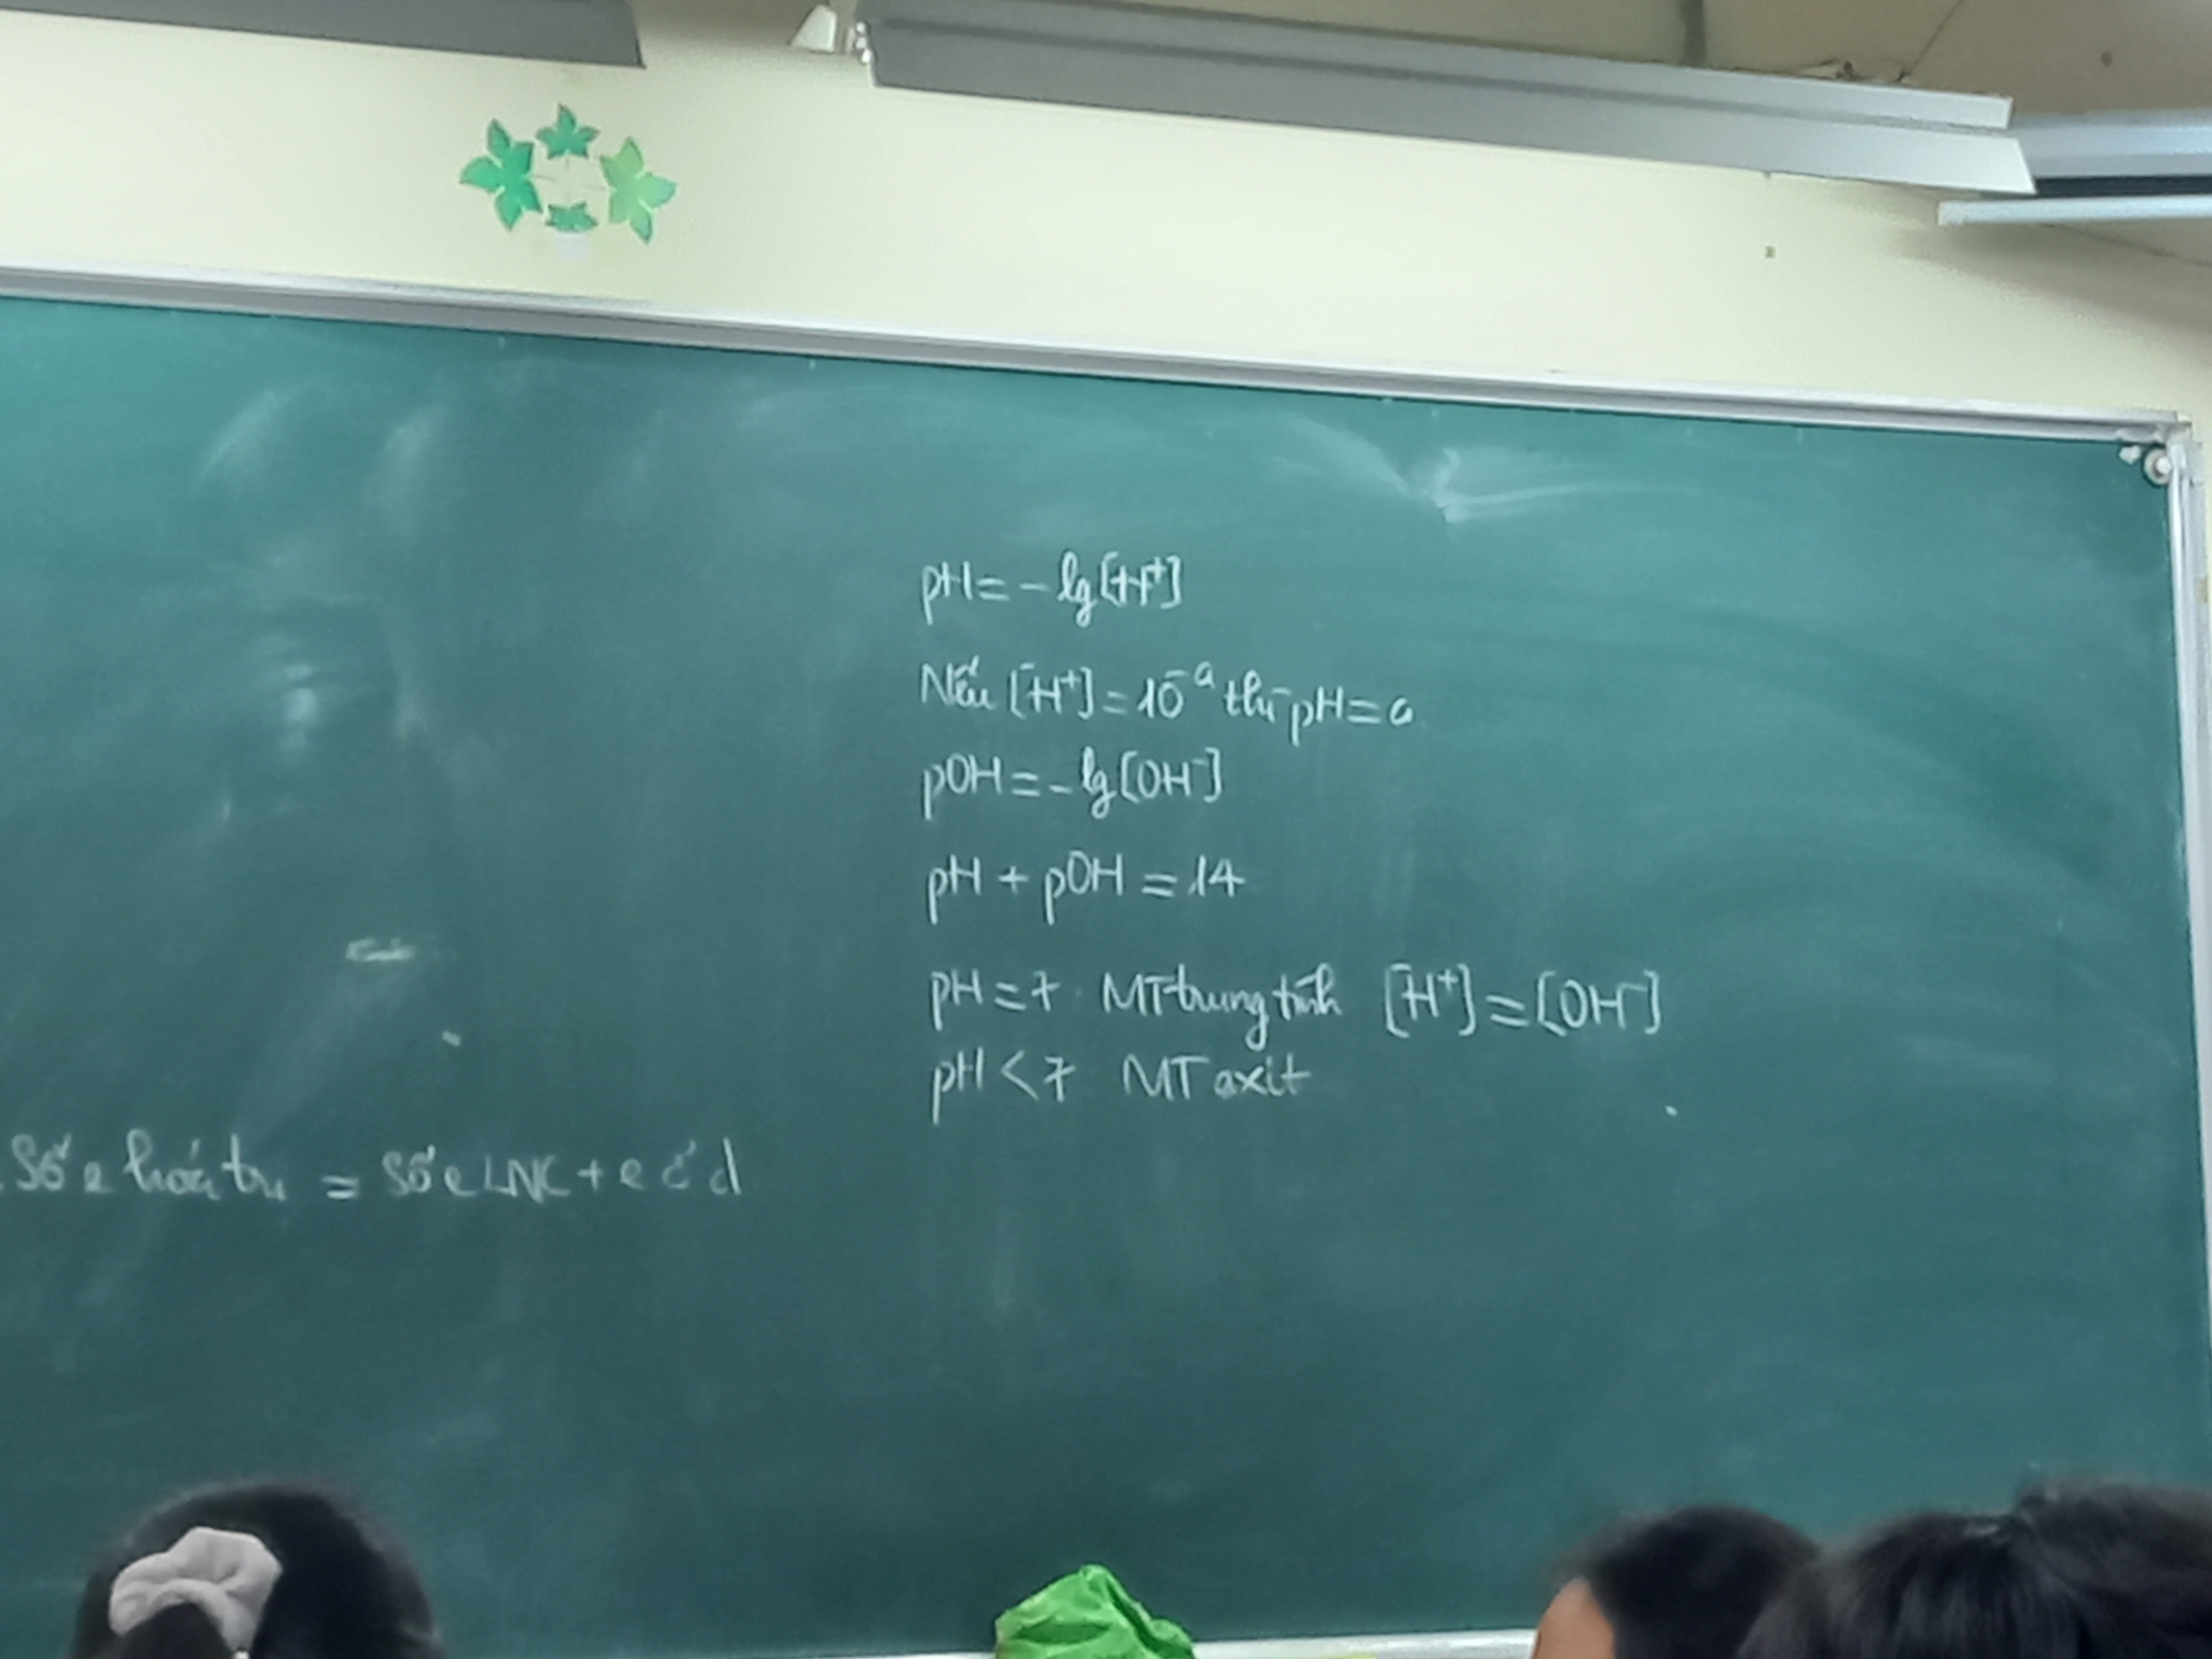 pH = - lg[H⁺]
Nếu [H⁺] = 10⁻ᵃ thì pH = a
pOH = - lg[OH⁻]
pH + pOH = 14
pH = 7 MT trung tính [H⁺] = [OH⁻]
pH < 7 MT axit
Số e hoá trị = Số e LNC + e ở d